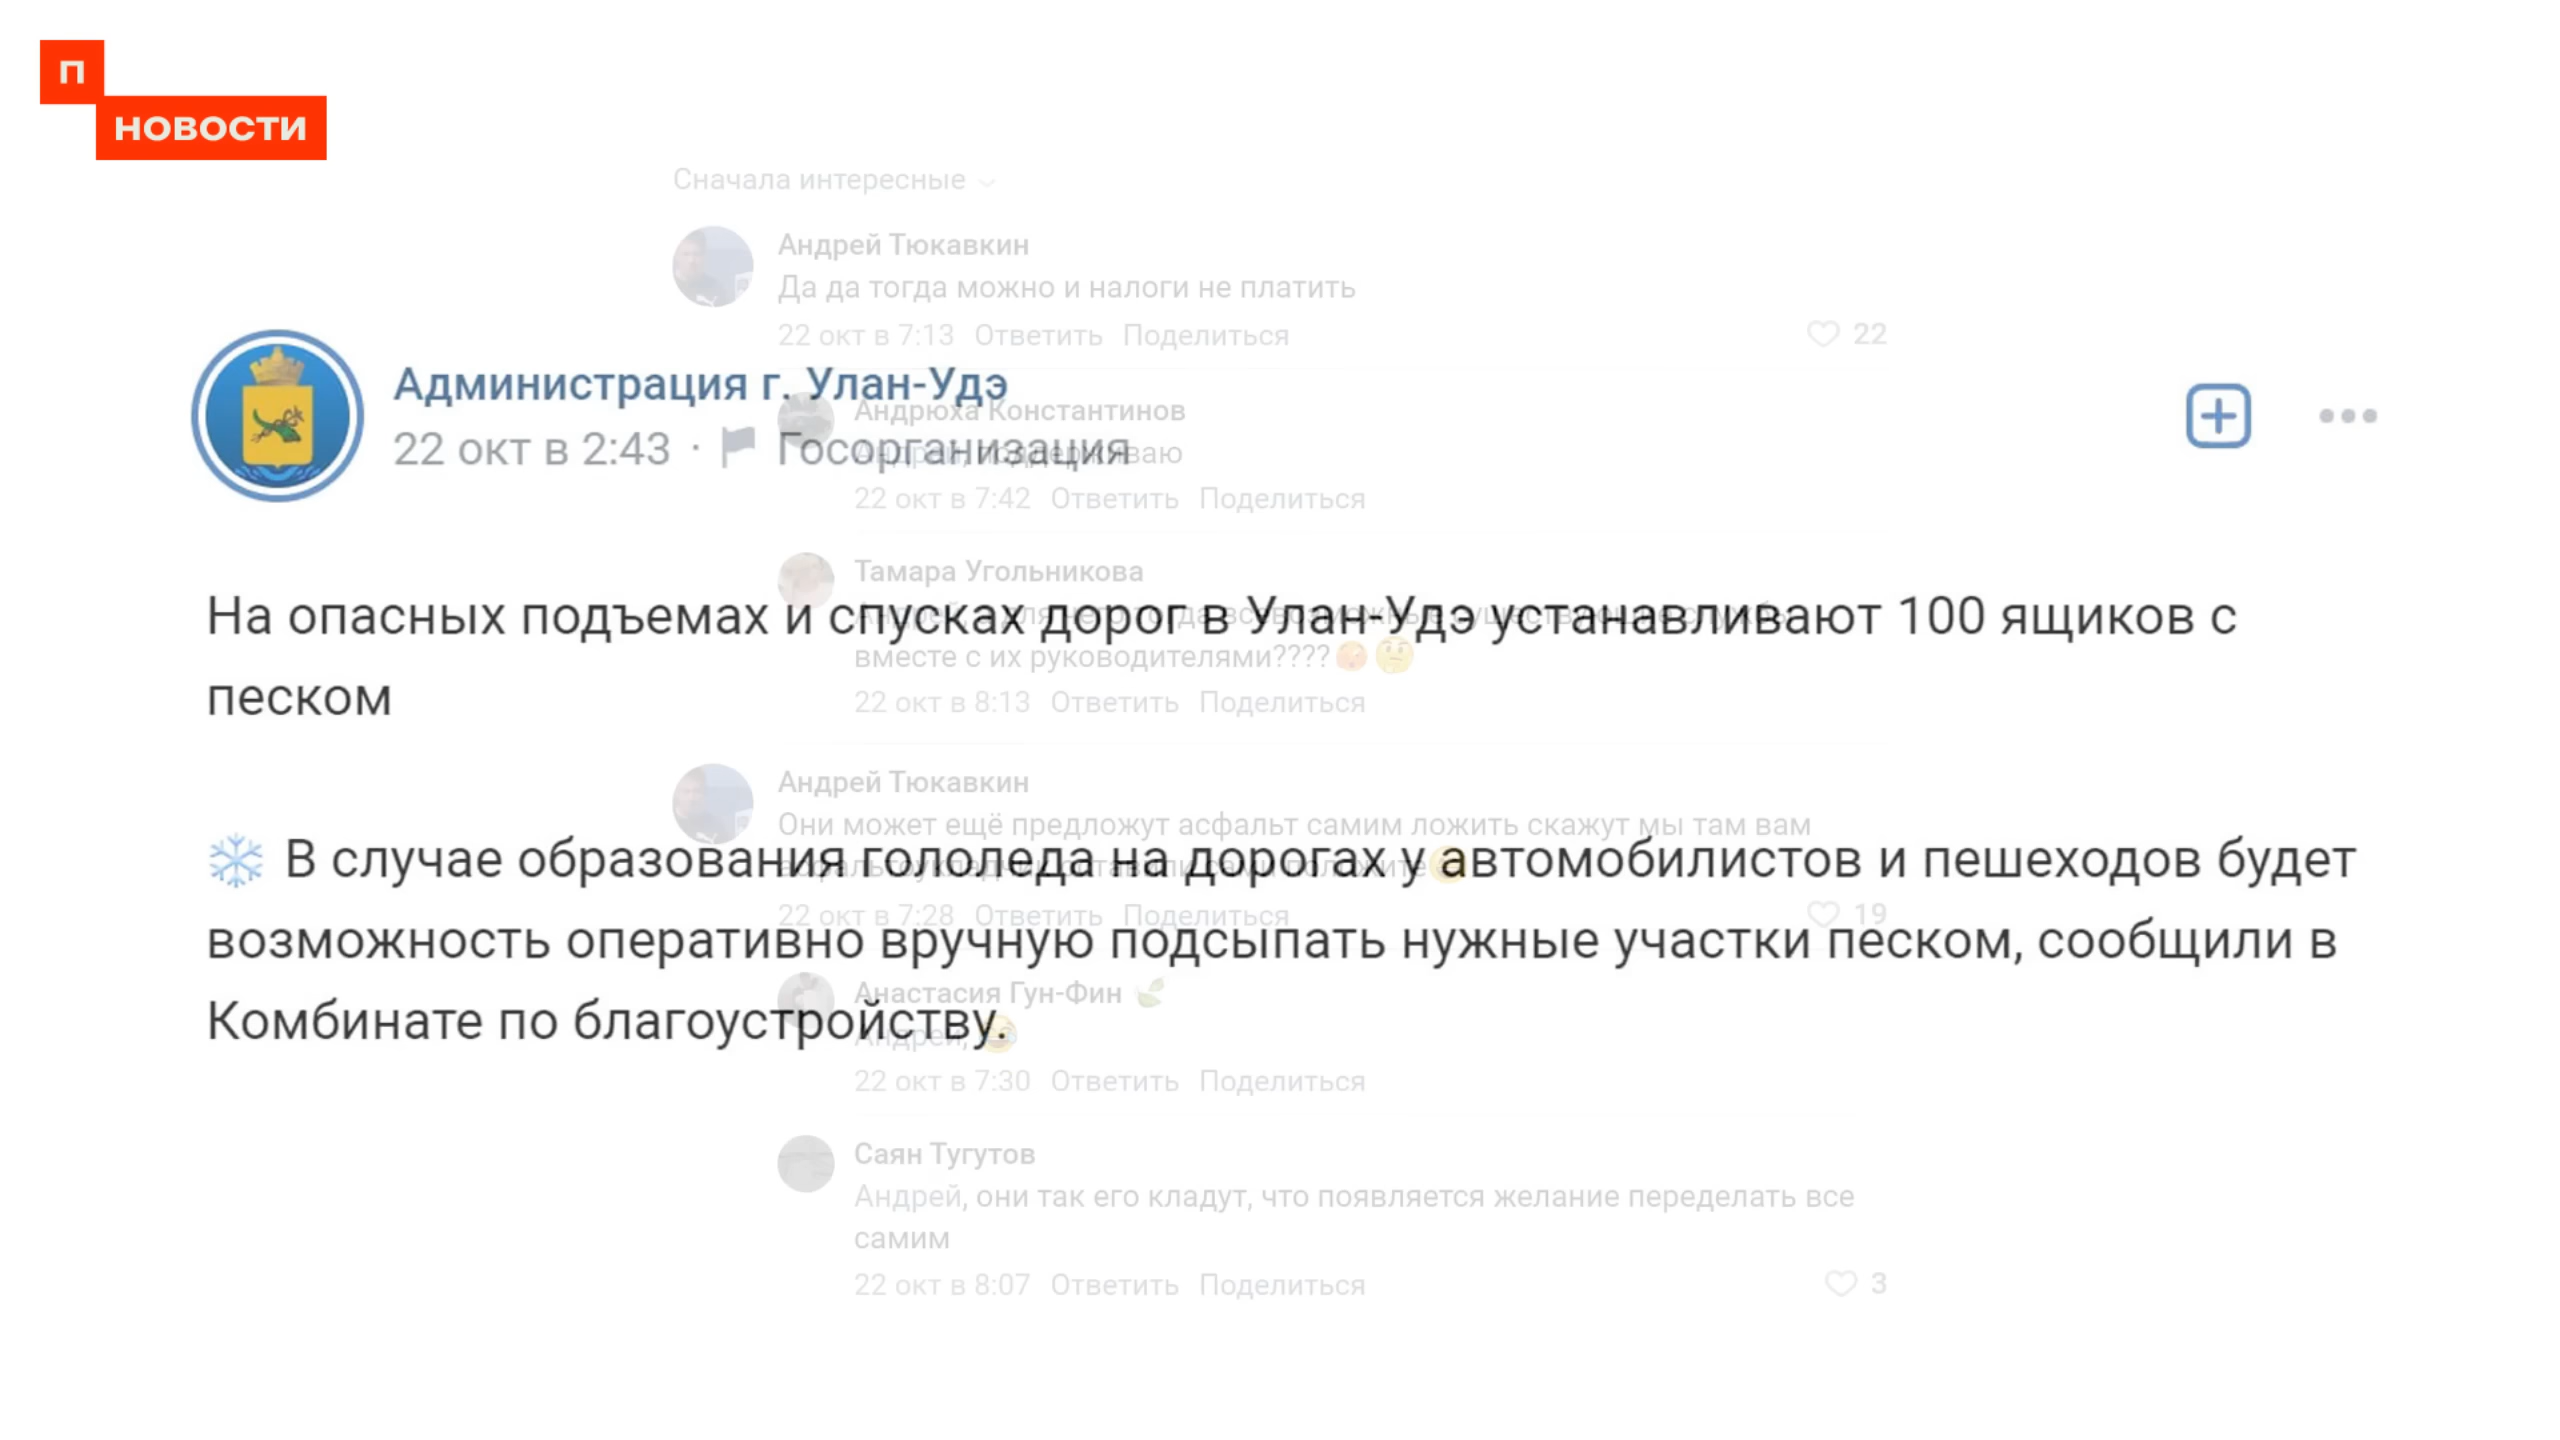 П
НОВОСТИ
Сначала интересные
Андрей Тюкавкин
Да да тогда можно и налоги не платить
22 окт в 7:13 Ответить Поделиться
22
Администрация г. Улан-Удэ
22 окт в 2:43 · Госорганизация
Андрюха Константинов
Андрей, поддерживаю
22 окт в 7:42 Ответить Поделиться
Тамара Угольникова
На опасных подъемах и спусках дорог в Улан-Удэ устанавливают 100 ящиков с
песком
вместе с их руководителями????
22 окт в 8:13 Ответить Поделиться
Андрей Тюкавкин
Они может ещё предложут асфальт самим ложить скажут мы там вам
В случае образования гололеда на дорогах у автомобилистов и пешеходов будет
возможность оперативно вручную подсыпать нужные участки песком, сообщили в
Комбинате по благоустройству.
22 окт в 7:28 Ответить Поделиться
19
Анастасия Гун-Фин
Андрей,
22 окт в 7:30 Ответить Поделиться
Саян Тугутов
Андрей, они так его кладут, что появляется желание переделать все
самим
22 окт в 8:07 Ответить Поделиться
3